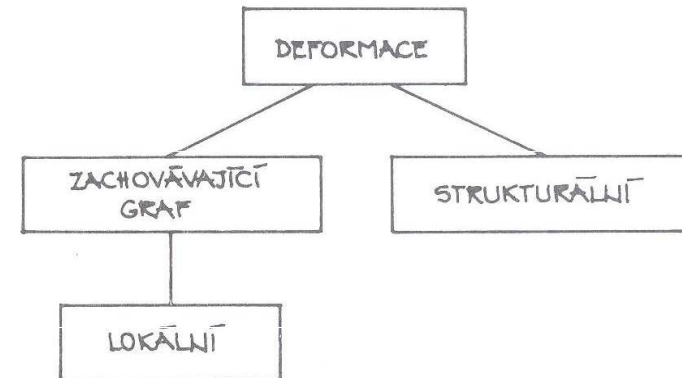 DEFORMACE
ZACHOVÁVAJÍCÍ
GRAF
STRUKTURÁLNÍ
LOKÁLNÍ